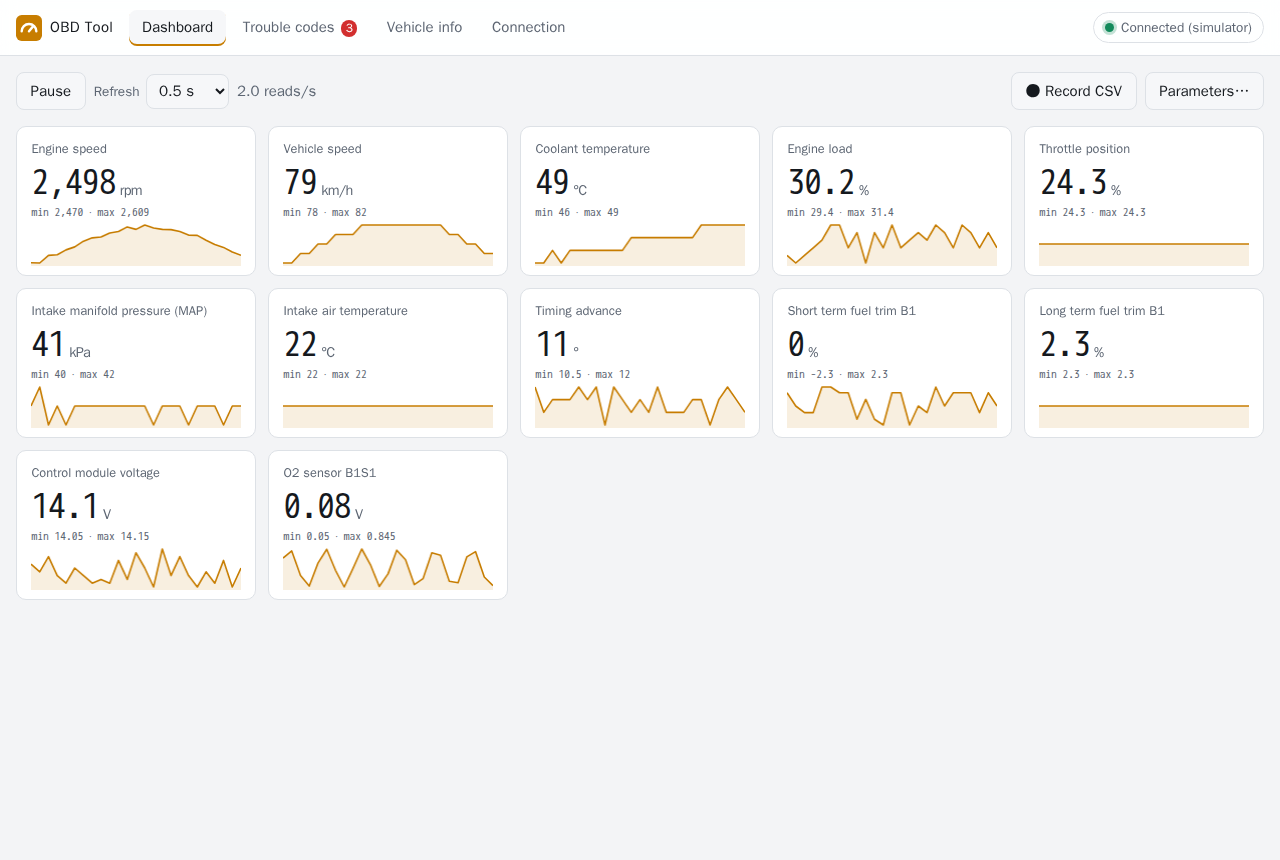 OBD Tool
Dashboard
Trouble codes 3
Vehicle info
Connection
Connected (simulator)
Pause
Refresh
0.5 s
2.0 reads/s
Record CSV
Parameters···
Engine speed
2,498 rpm
min 2,470 · max 2,609
Vehicle speed
79 km/h
min 78 · max 82
Coolant temperature
49 °C
min 46 · max 49
Engine load
30.2 %
min 29.4 · max 31.4
Throttle position
24.3 %
min 24.3 · max 24.3
Intake manifold pressure (MAP)
41 kPa
min 40 · max 42
Intake air temperature
22 °C
min 22 · max 22
Timing advance
11 °
min 10.5 · max 12
Short term fuel trim B1
0 %
min -2.3 · max 2.3
Long term fuel trim B1
2.3 %
min 2.3 · max 2.3
Control module voltage
14.1 V
min 14.05 · max 14.15
O2 sensor B1S1
0.08 V
min 0.05 · max 0.845